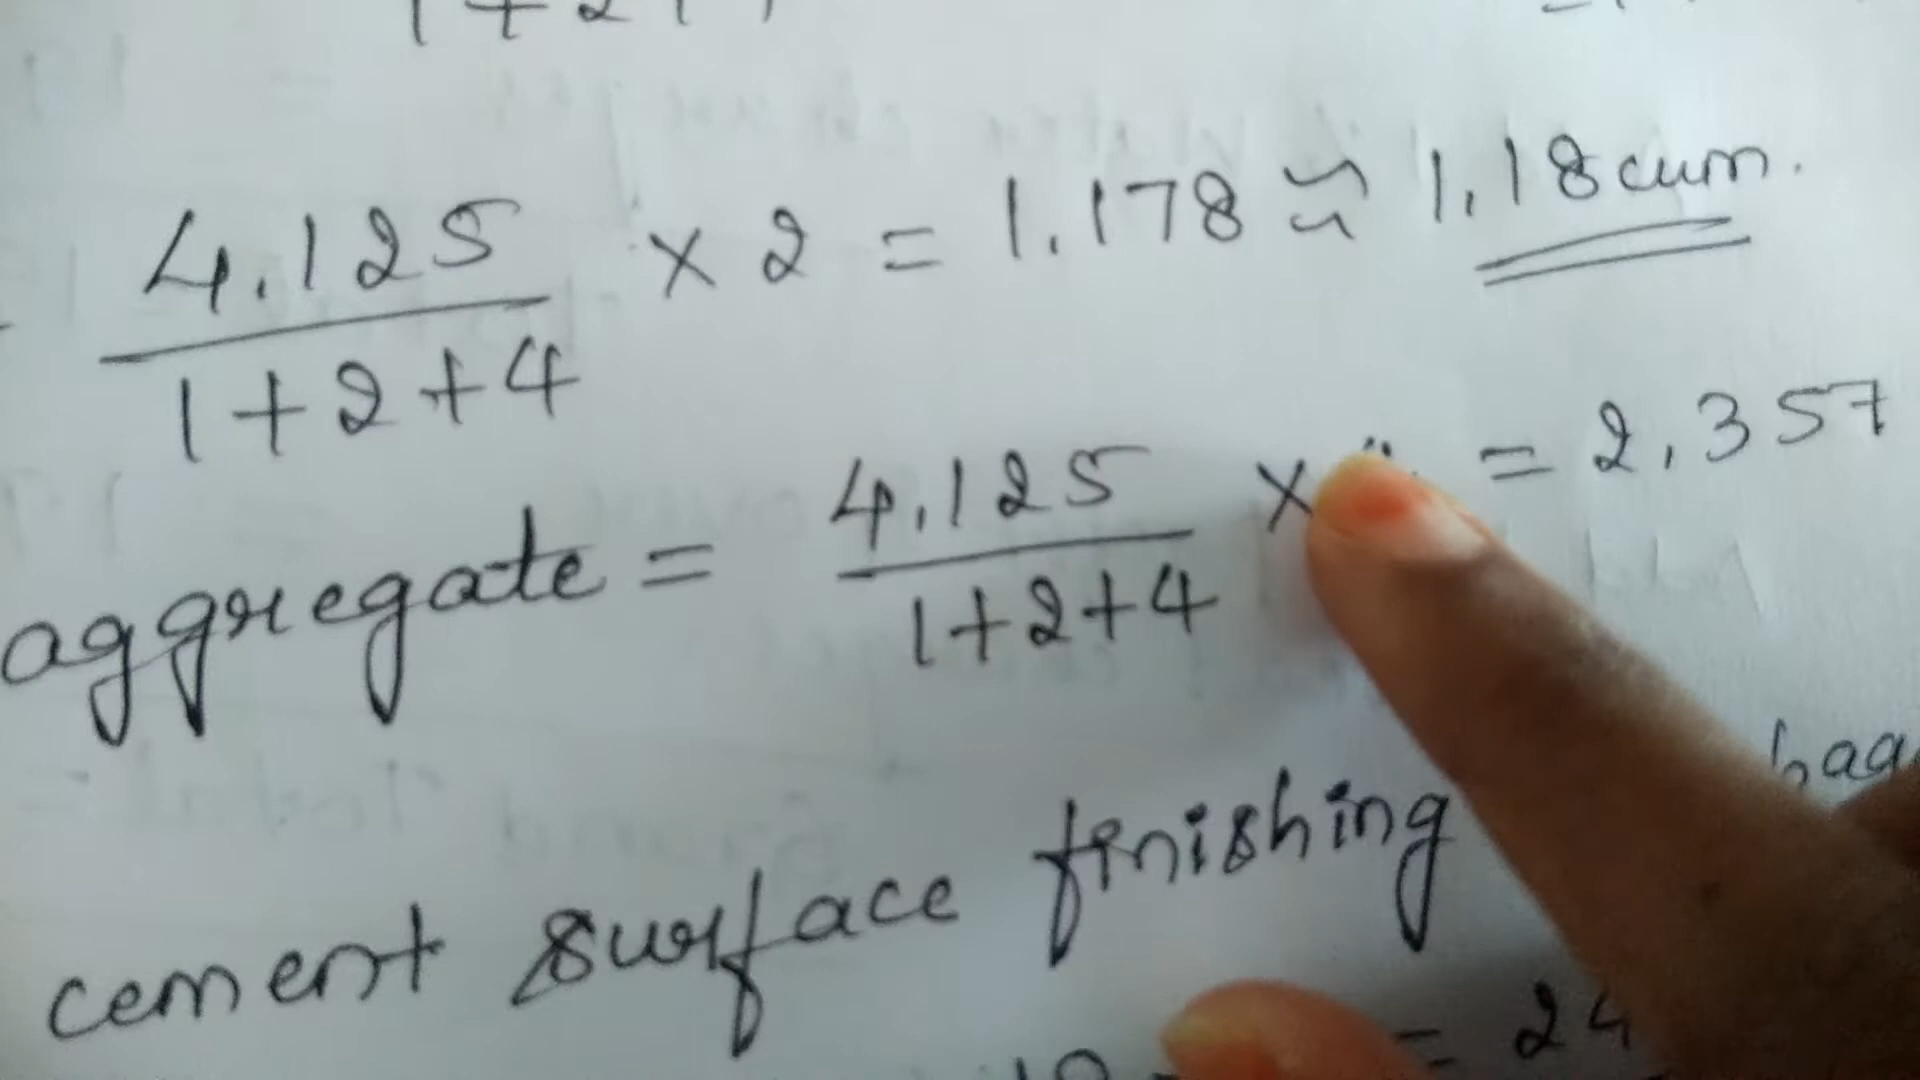 4.125 / 1+2+4 × 2 = 1.178 ≈ 1.18 cum.
aggregate = 4.125 / 1+2+4 × = 2.357
cement surface finishing
= 24